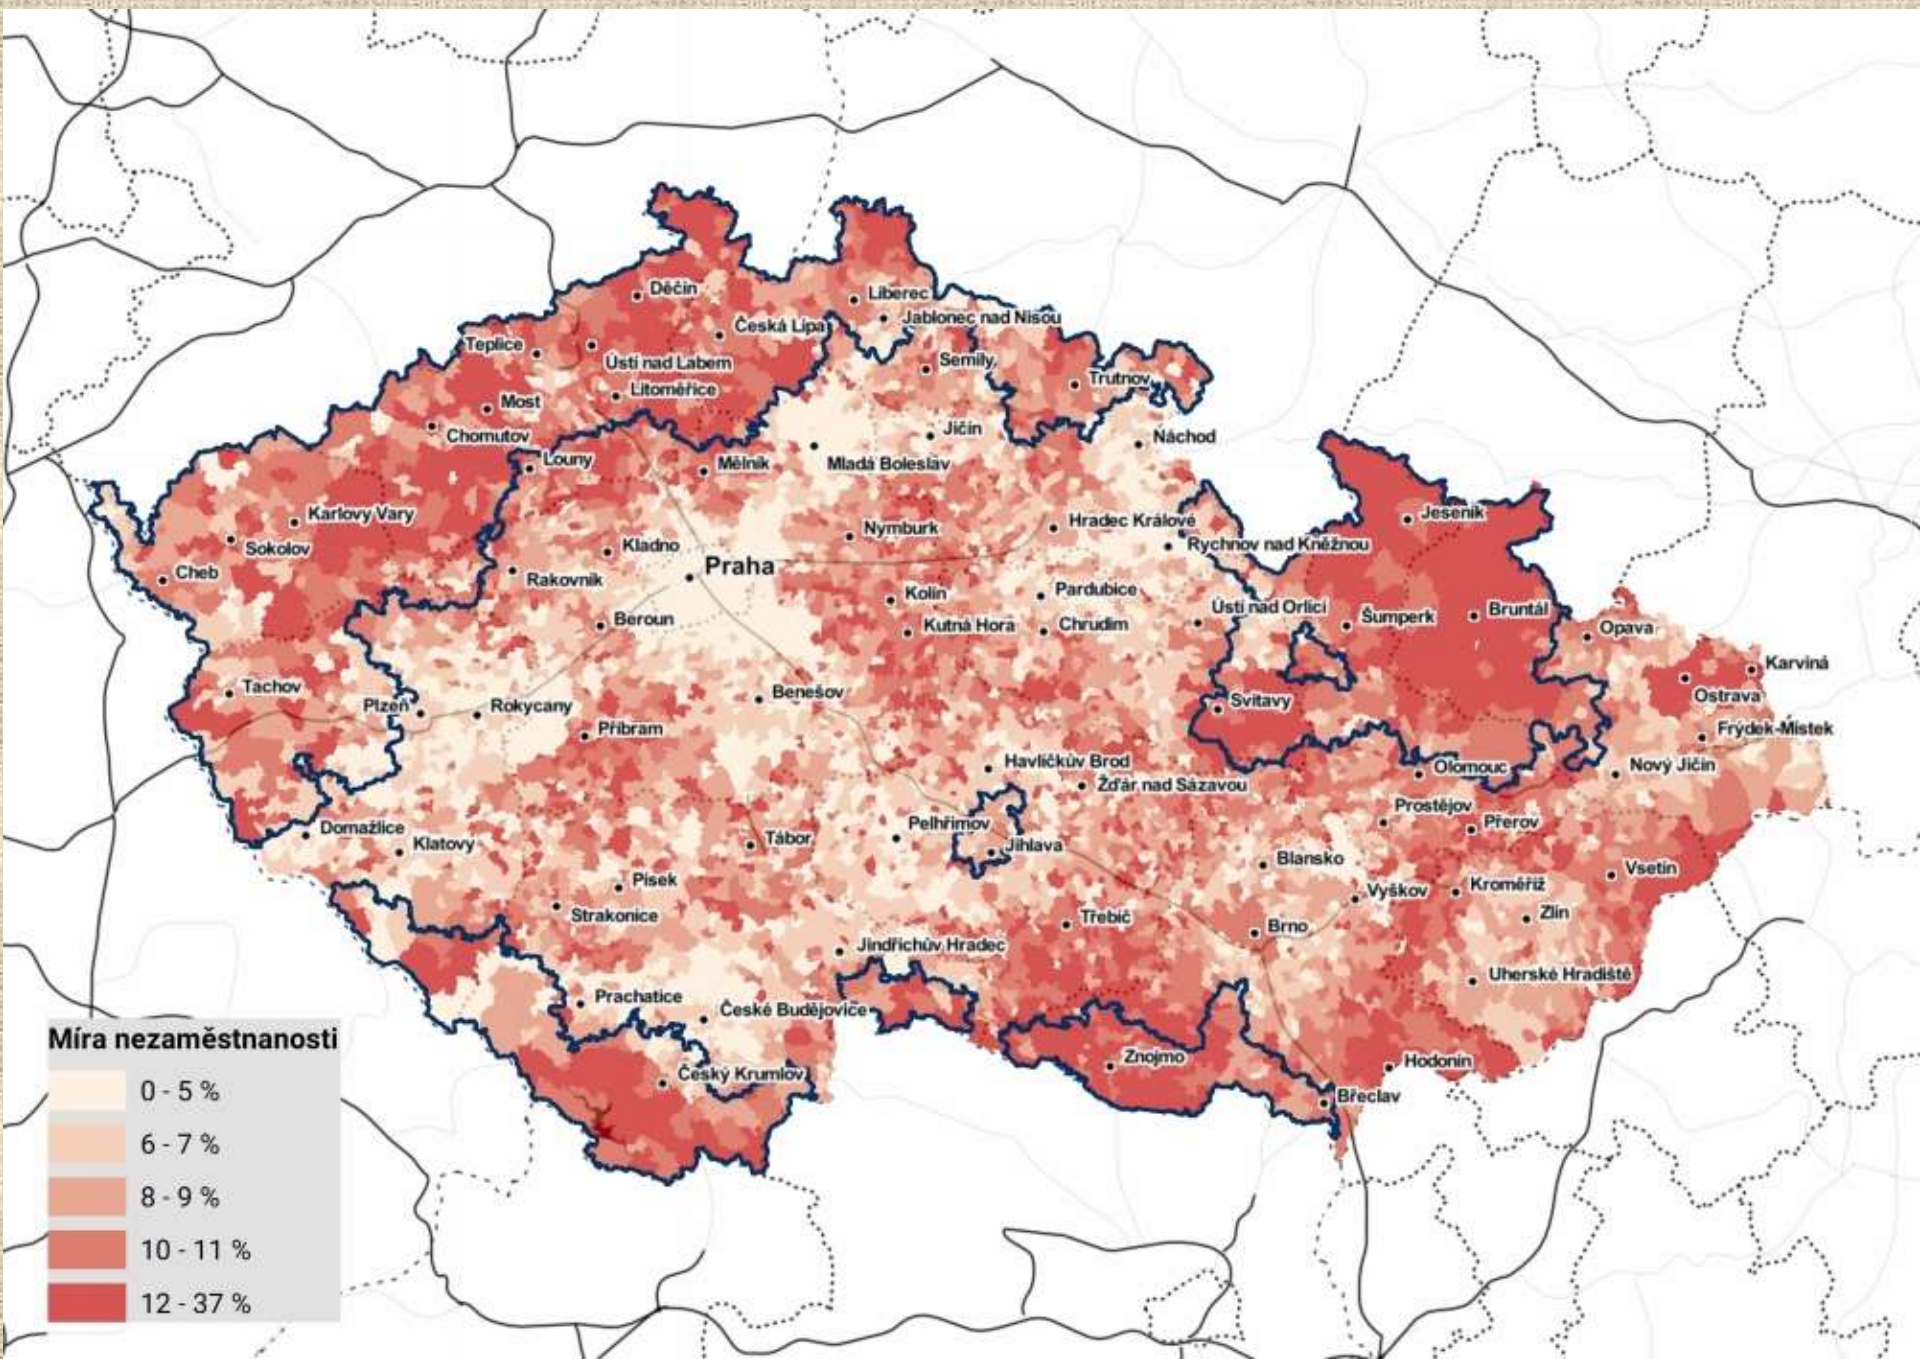 Děčín
Liberec
Jablonec nad Nisou
Česká Lípa
Teplice
Ústí nad Labem
Semily
Trutnov
Litoměřice
Most
Chomutov
Jičín
Náchod
Louny
Mělník
Mladá Boleslav
Karlovy Vary
Jeseník
Hradec Králové
Nymburk
Sokolov
Kladno
Rychnov nad Kněžnou
Praha
Cheb
Rakovník
Kolín
Pardubice
Ústí nad Orlicí
Bruntál
Beroun
Kutná Hora
Chrudim
Šumperk
Opava
Karviná
Tachov
Benešov
Ostrava
Plzeň
Rokycany
Svitavy
Příbram
Frýdek-Místek
Havlíčkův Brod
Olomouc
Nový Jičín
Žďár nad Sázavou
Prostějov
Domažlice
Pelhřimov
Přerov
Klatovy
Tábor
Jihlava
Blansko
Vsetín
Písek
Vyškov
Kroměříž
Strakonice
Třebíč
Zlín
Brno
Jindřichův Hradec
Uherské Hradiště
Prachatice
České Budějovice
Znojmo
Hodonín
Český Krumlov
Břeclav
Míra nezaměstnanosti
0 - 5 %
6 - 7 %
8 - 9 %
10 - 11 %
12 - 37 %